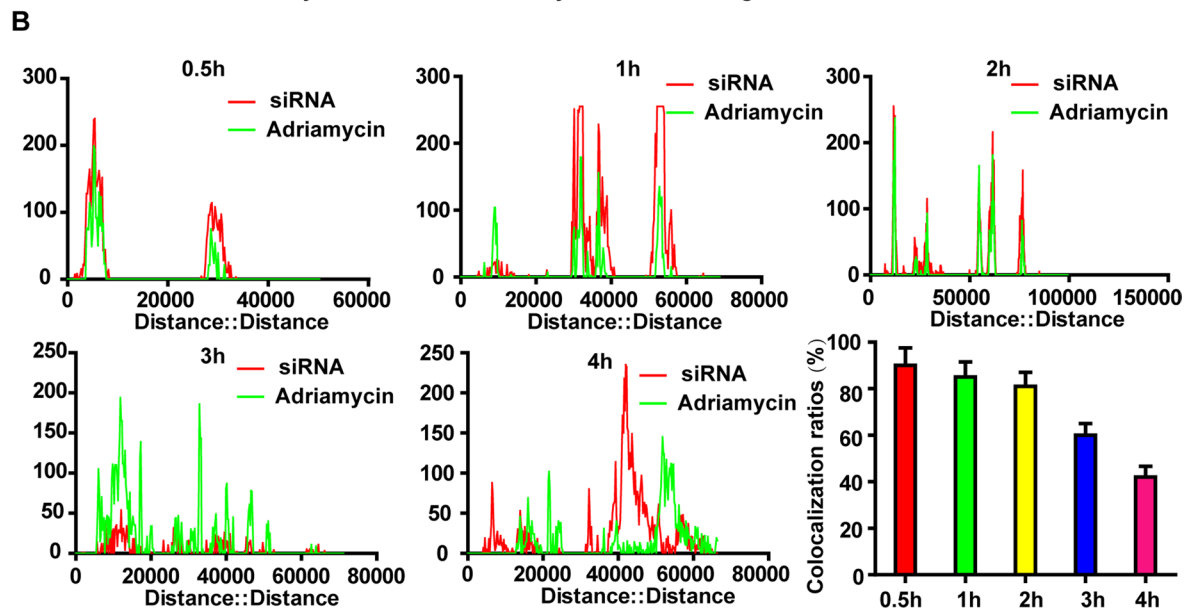 B
0.5h
siRNA
Adriamycin
300
200
100
0
0 20000 40000 60000
Distance::Distance
1h
siRNA
Adriamycin
300
200
100
0
0 20000 40000 60000 80000
Distance::Distance
2h
siRNA
Adriamycin
300
200
100
0
0 50000 100000 150000
Distance::Distance
3h
siRNA
Adriamycin
250
200
150
100
50
0
0 20000 40000 60000 80000
Distance::Distance
4h
siRNA
Adriamycin
250
200
150
100
50
0
0 20000 40000 60000 80000
Distance::Distance
Colocalization ratios (%)
100
80
60
40
20
0
0.5h 1h 2h 3h 4h